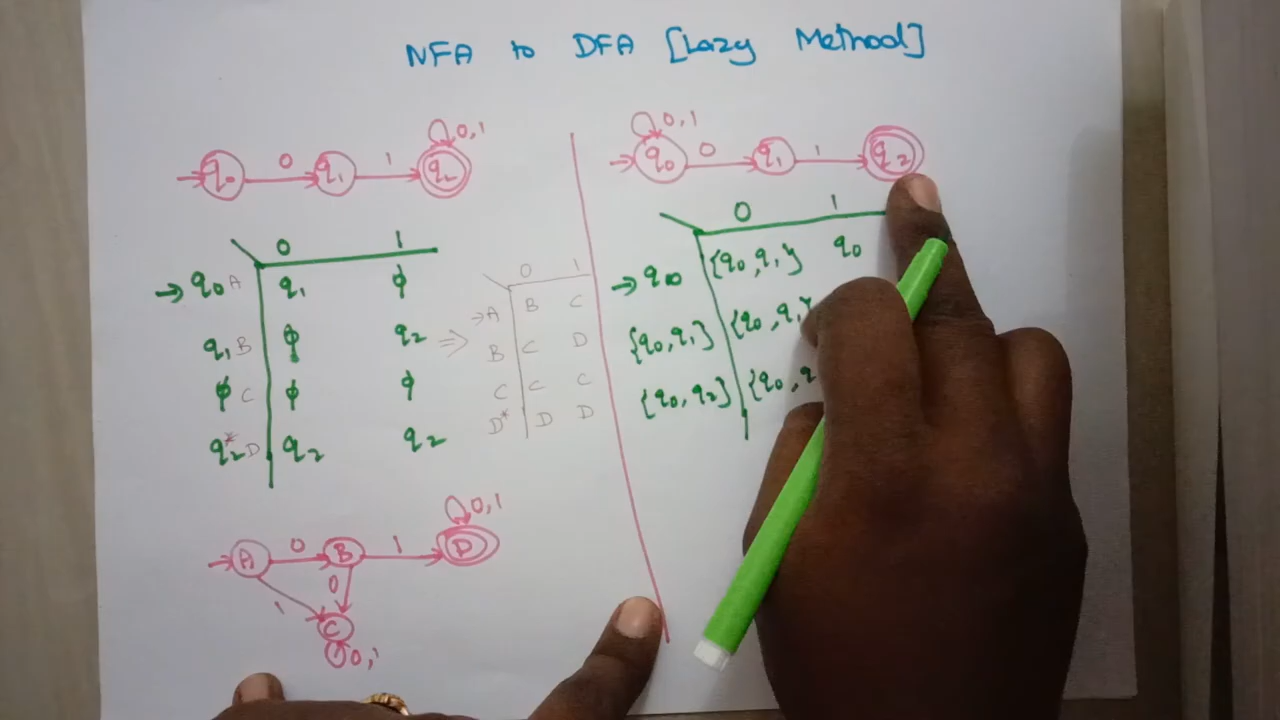 NFA to DFA [Lazy Method]
0,1
→ q0 0 q1 1 q2
0 1
→ q0 A q1 ϕ
q1 B ϕ q2
ϕ C ϕ ϕ
q2* D q2 q2
⇒
0 1
→ A B C
B C D
C C C
D* D D
0,1
A 0 B 1 D
1 0
C
0,1
0,1
→ q0 0 q1 1 q2
0 1
→ q0 {q0, q1} q0
{q0, q1} {q0, q1}
{q0, q2} {q0, q